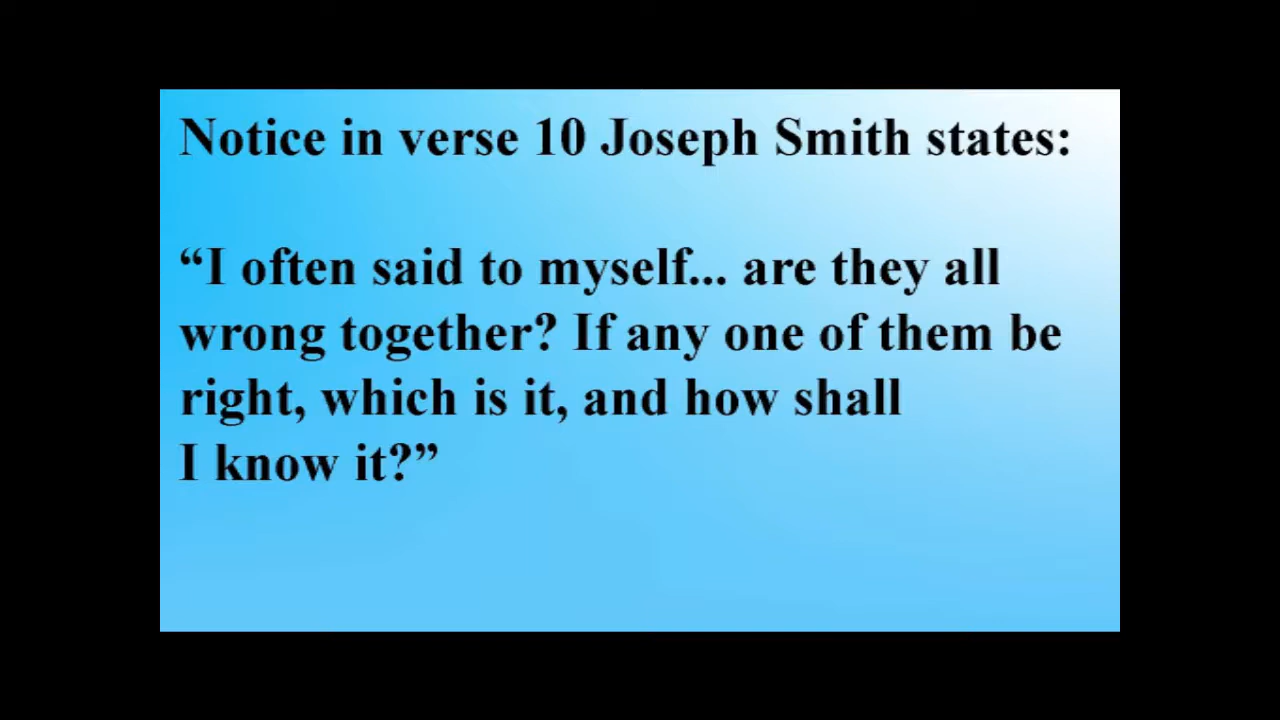 Notice in verse 10 Joseph Smith states:
“I often said to myself... are they all
wrong together? If any one of them be
right, which is it, and how shall
I know it?”